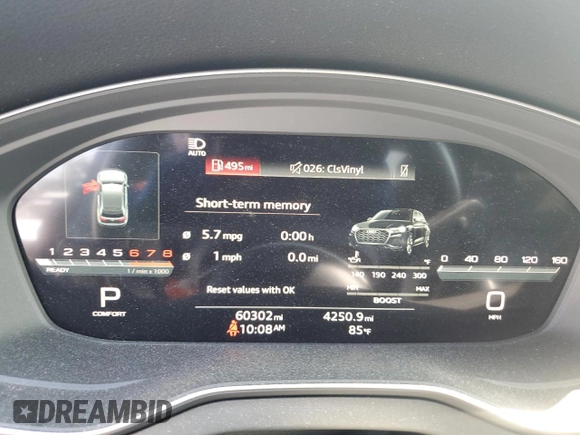 AUTO
495 mi
026: ClsVinyl
Short-term memory
Ø 5.7 mpg 0:00 h
Ø 1 mph 0.0 mi
Reset values with OK
1 2 3 4 5 6 7 8
READY 1 / min x 1000
P
COMFORT
°F
140 190 240 300
MIN MAX
BOOST
0 40 80 120 160
0
MPH
60302 mi 4250.9 mi
10:08 AM 85 °F
DREAMBID